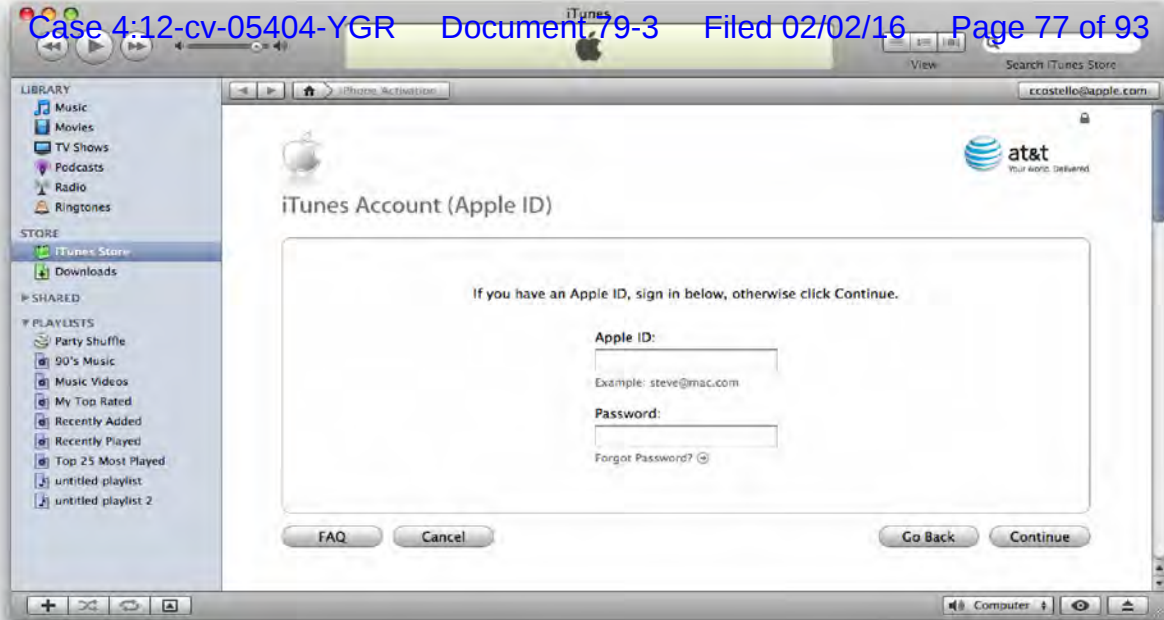 iTunes
Case 4:12-cv-05404-YGR Document 79-3 Filed 02/02/16 Page 77 of 93
View
Search iTunes Store
LIBRARY
Music
Movies
TV Shows
Podcasts
Radio
Ringtones
STORE
iTunes Store
Downloads
SHARED
PLAYLISTS
Party Shuffle
90's Music
Music Videos
My Top Rated
Recently Added
Recently Played
Top 25 Most Played
untitled playlist
untitled playlist 2
iPhone Activation
ccostello@apple.com
at&t
Your world. Delivered
iTunes Account (Apple ID)
If you have an Apple ID, sign in below, otherwise click Continue.
Apple ID:
Example: steve@mac.com
Password:
Forgot Password?
FAQ
Cancel
Go Back
Continue
Computer